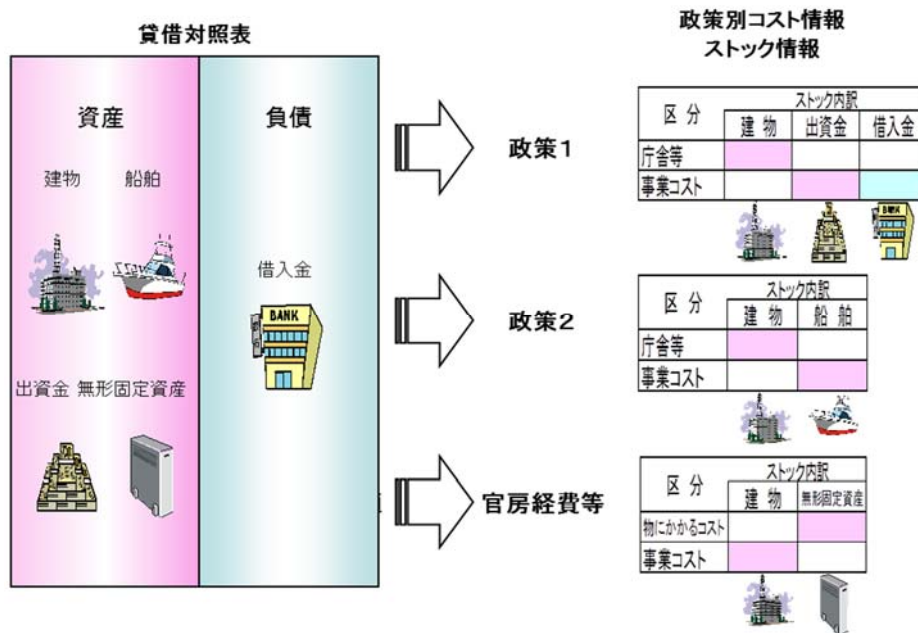 貸借対照表
資産
負債
建物
船舶
借入金
BANK
出資金
無形固定資産
政策1
政策2
官房経費等
政策別コスト情報
ストック情報
区分
ストック内訳
建物
出資金
借入金
庁舎等
事業コスト
BANK
区分
ストック内訳
建物
船舶
庁舎等
事業コスト
区分
ストック内訳
建物
無形固定資産
物にかかるコスト
事業コスト